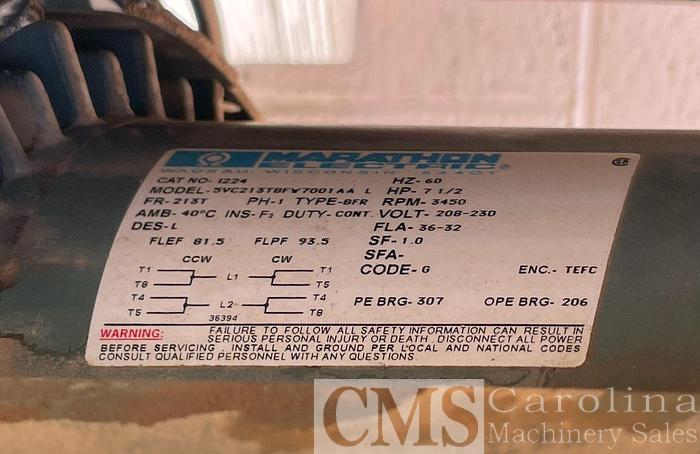 MARATHON
ELECTRIC®
WAUSAU, WISCONSIN 54401
CAT NO- I224 HZ-60
MODEL-5VC213TBFW7001AA L HP- 7 1/2
FR-213T PH-1 TYPE-BFR RPM- 3450
AMB-40°C INS-F3 DUTY-CONT. VOLT- 208-230
DES-L FLA- 36-32
FLEF 81.5 FLPF 93.5 SF-1.0
SFA-
CCW CW CODE-G ENC.- TEFC
T1 L1 T1
T8 T5
T4 L2 T4 PE BRG-307 OPE BRG- 206
T5 T8
36394
WARNING: FAILURE TO FOLLOW ALL SAFETY INFORMATION CAN RESULT IN
SERIOUS PERSONAL INJURY OR DEATH. DISCONNECT ALL POWER
BEFORE SERVICING. INSTALL AND GROUND PER LOCAL AND NATIONAL CODES
CONSULT QUALIFIED PERSONNEL WITH ANY QUESTIONS.
CMS Carolina
Machinery Sales